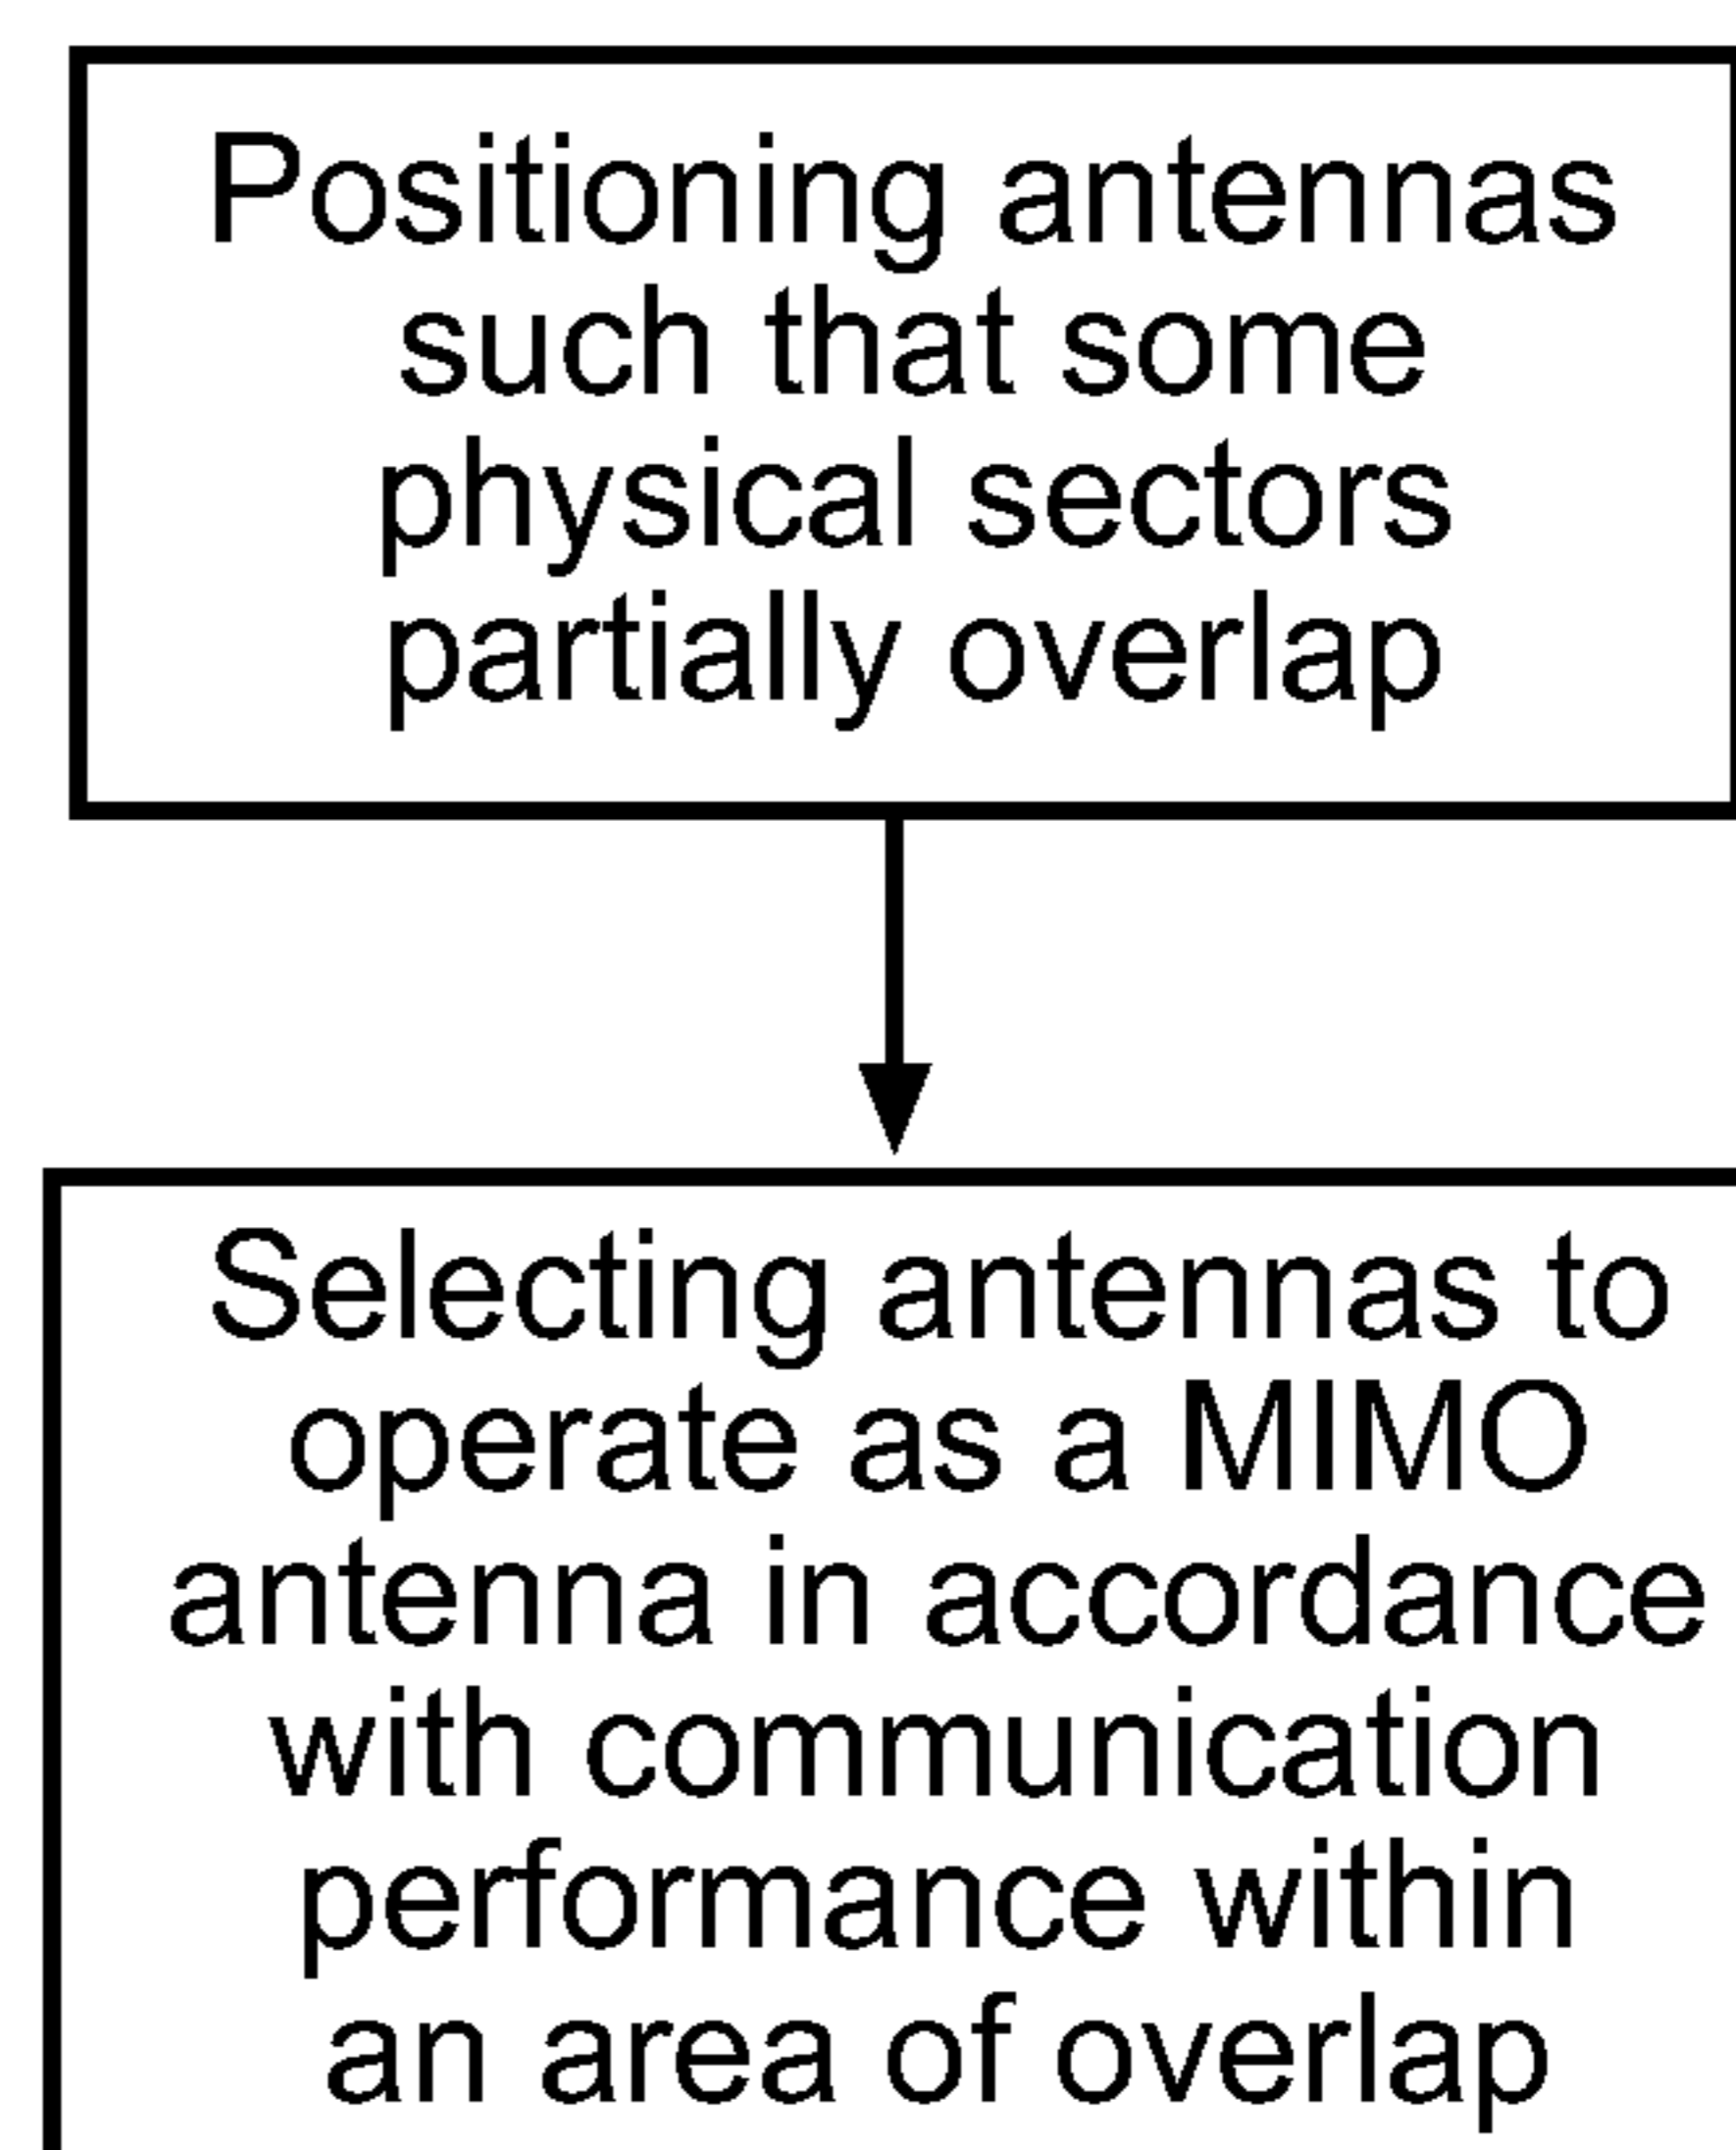 Positioning antennas
such that some
physical sectors
partially overlap
Selecting antennas to
operate as a MIMO
antenna in accordance
with communication
performance within
an area of overlap